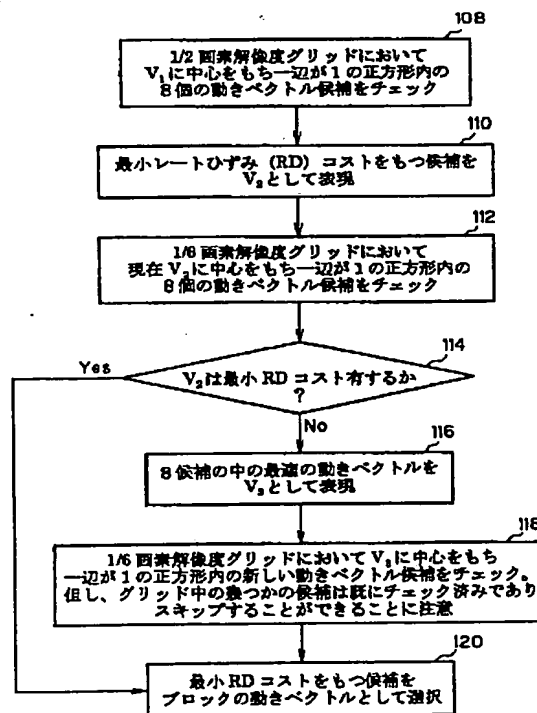 108
1/2 画素解像度グリッドにおいて
V₁に中心をもち一辺が1の正方形内の
8個の動きベクトル候補をチェック
110
最小レートひずみ (RD) コストをもつ候補を
V₂として表現
112
1/6 画素解像度グリッドにおいて
現在 V₂に中心をもち一辺が1の正方形内の
8個の動きベクトル候補をチェック
114
Yes
V₂は最小 RD コスト有するか
?
No
116
8候補の中の最適の動きベクトルを
V₃として表現
118
1/6 画素解像度グリッドにおいて V₃に中心をもち
一辺が1の正方形内の新しい動きベクトル候補をチェック。
但し、グリッド中の幾つかの候補は既にチェック済みであり
スキップすることができることに注意
120
最小 RD コストをもつ候補を
ブロックの動きベクトルとして選択